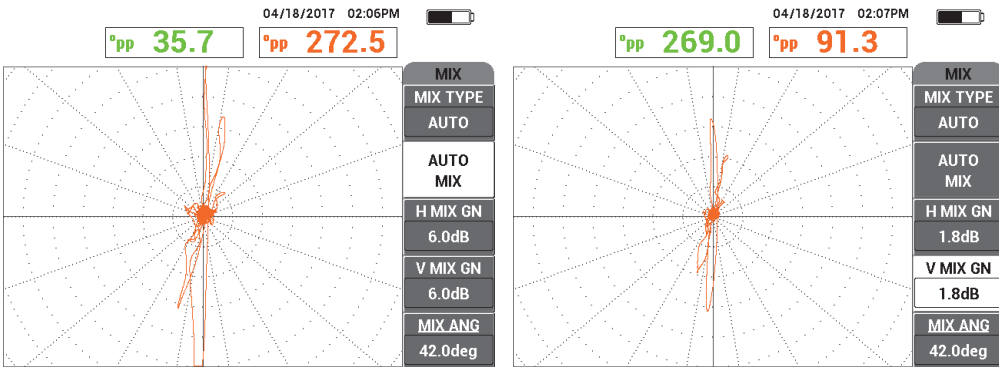 04/18/2017 02:06PM
°pp 35.7 °pp 272.5
MIX
MIX TYPE
AUTO
AUTO
MIX
H MIX GN
6.0dB
V MIX GN
6.0dB
MIX ANG
42.0deg
04/18/2017 02:07PM
°pp 269.0 °pp 91.3
MIX
MIX TYPE
AUTO
AUTO
MIX
H MIX GN
1.8dB
V MIX GN
1.8dB
MIX ANG
42.0deg